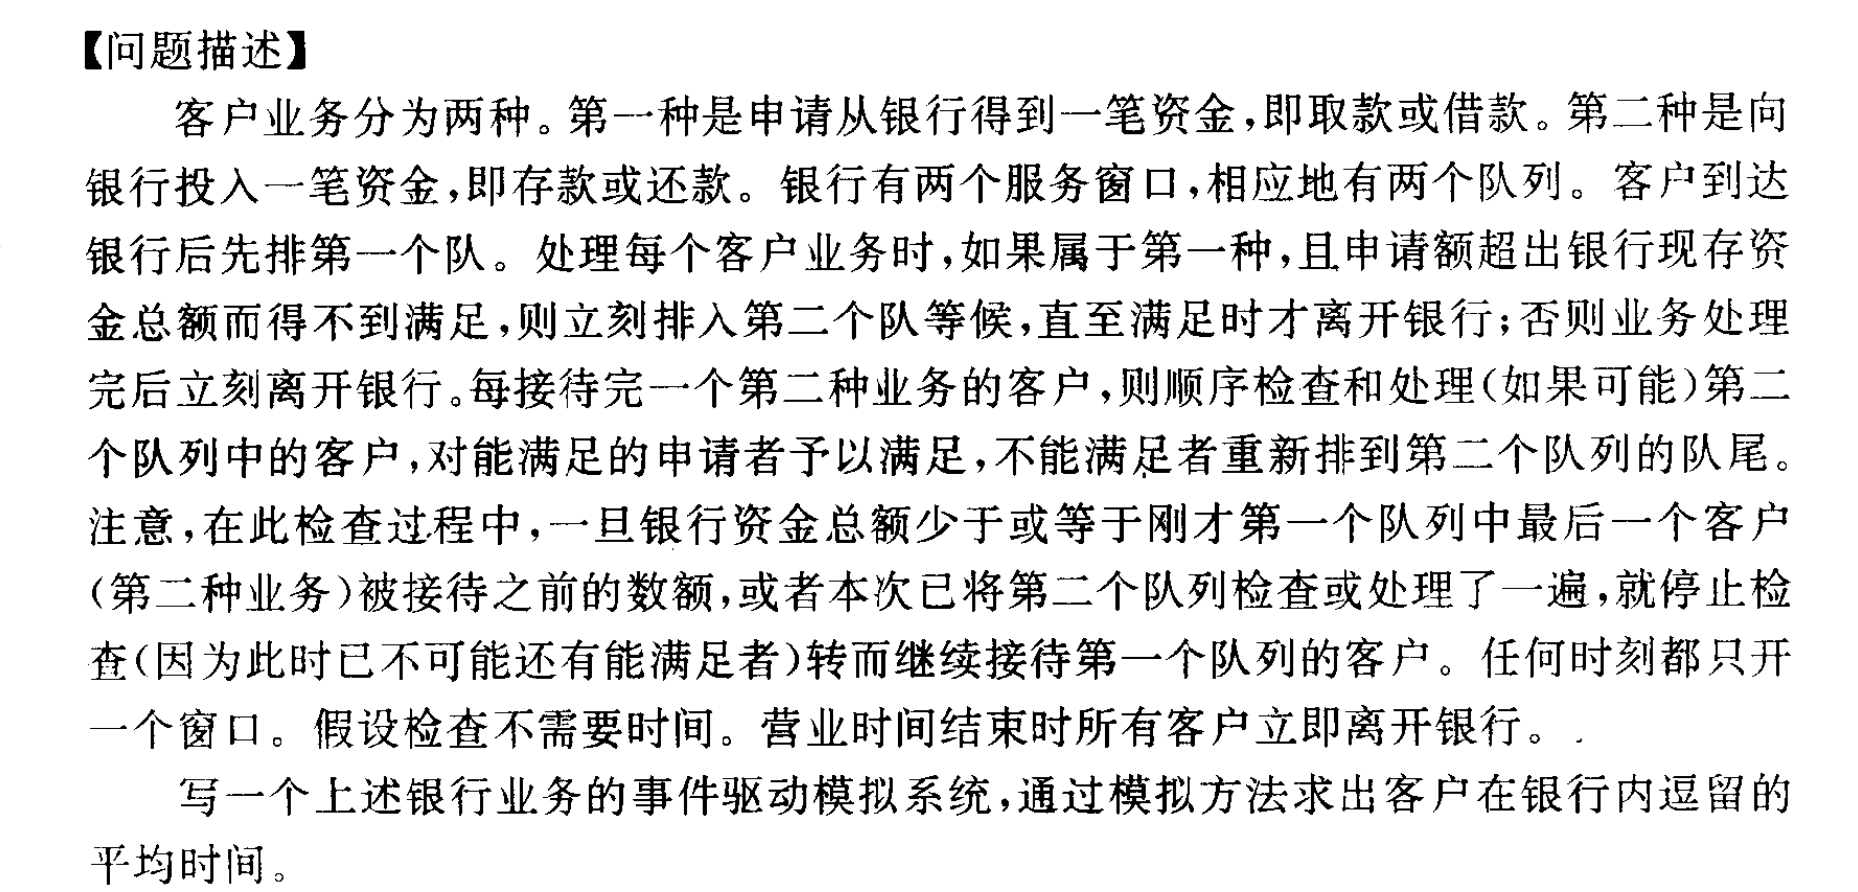 【问题描述】
客户业务分为两种。第一种是申请从银行得到一笔资金,即取款或借款。第二种是向
银行投入一笔资金,即存款或还款。银行有两个服务窗口,相应地有两个队列。客户到达
银行后先排第一个队。处理每个客户业务时,如果属于第一种,且申请额超出银行现存资
金总额而得不到满足,则立刻排入第二个队等候,直至满足时才离开银行;否则业务处理
完后立刻离开银行。每接待完一个第二种业务的客户,则顺序检查和处理(如果可能)第二
个队列中的客户,对能满足的申请者予以满足,不能满足者重新排到第二个队列的队尾。
注意,在此检查过程中,一旦银行资金总额少于或等于刚才第一个队列中最后一个客户
(第二种业务)被接待之前的数额,或者本次已将第二个队列检查或处理了一遍,就停止检
查(因为此时已不可能还有能满足者)转而继续接待第一个队列的客户。任何时刻都只开
一个窗口。假设检查不需要时间。营业时间结束时所有客户立即离开银行。
写一个上述银行业务的事件驱动模拟系统,通过模拟方法求出客户在银行内逗留的
平均时间。